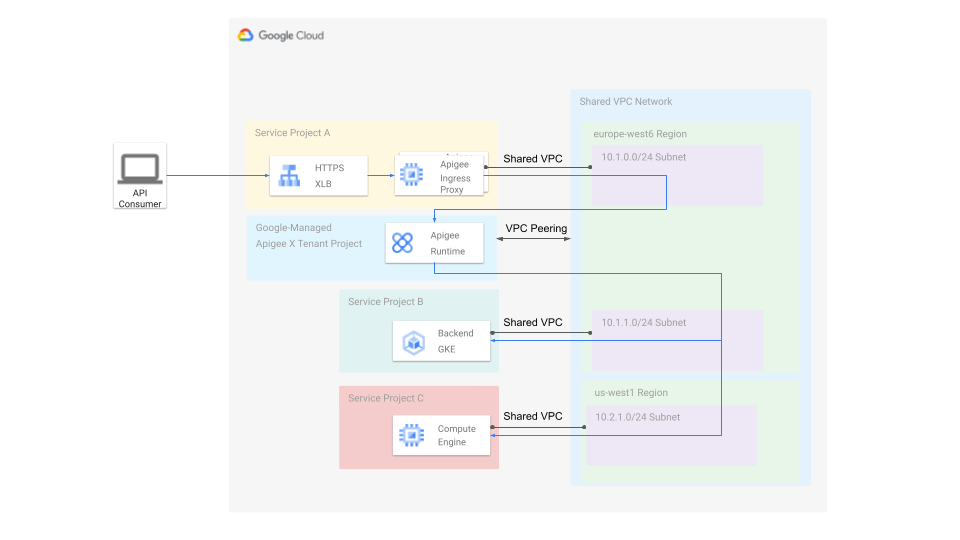 Google Cloud
Shared VPC Network
Service Project A
europe-west6 Region
10.1.0.0/24 Subnet
HTTPS
XLB
Apigee
Ingress
Proxy
Shared VPC
API
Consumer
Google-Managed
Apigee X Tenant Project
Apigee
Runtime
VPC Peering
Service Project B
Backend
GKE
Shared VPC
10.1.1.0/24 Subnet
us-west1 Region
Service Project C
Compute
Engine
Shared VPC
10.2.1.0/24 Subnet